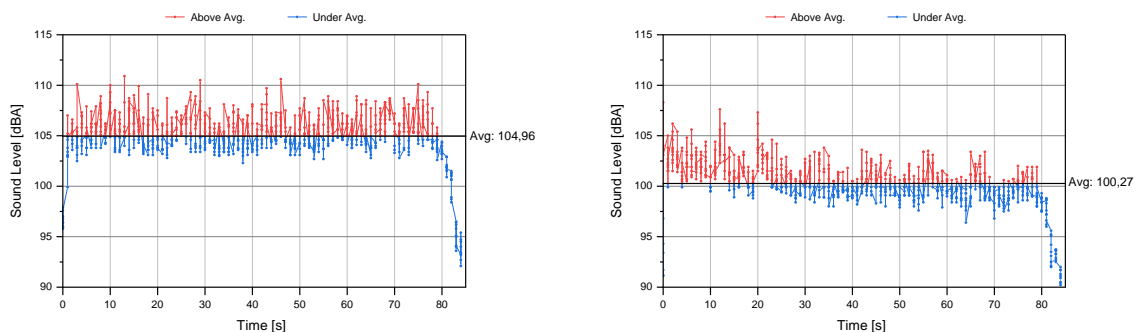 Above Avg. Under Avg.
115
110
105
100
95
90
Sound Level [dBA]
Avg: 104,96
0 10 20 30 40 50 60 70 80
Time [s]
Above Avg. Under Avg.
115
110
105
100
95
90
Sound Level [dBA]
Avg: 100,27
0 10 20 30 40 50 60 70 80
Time [s]